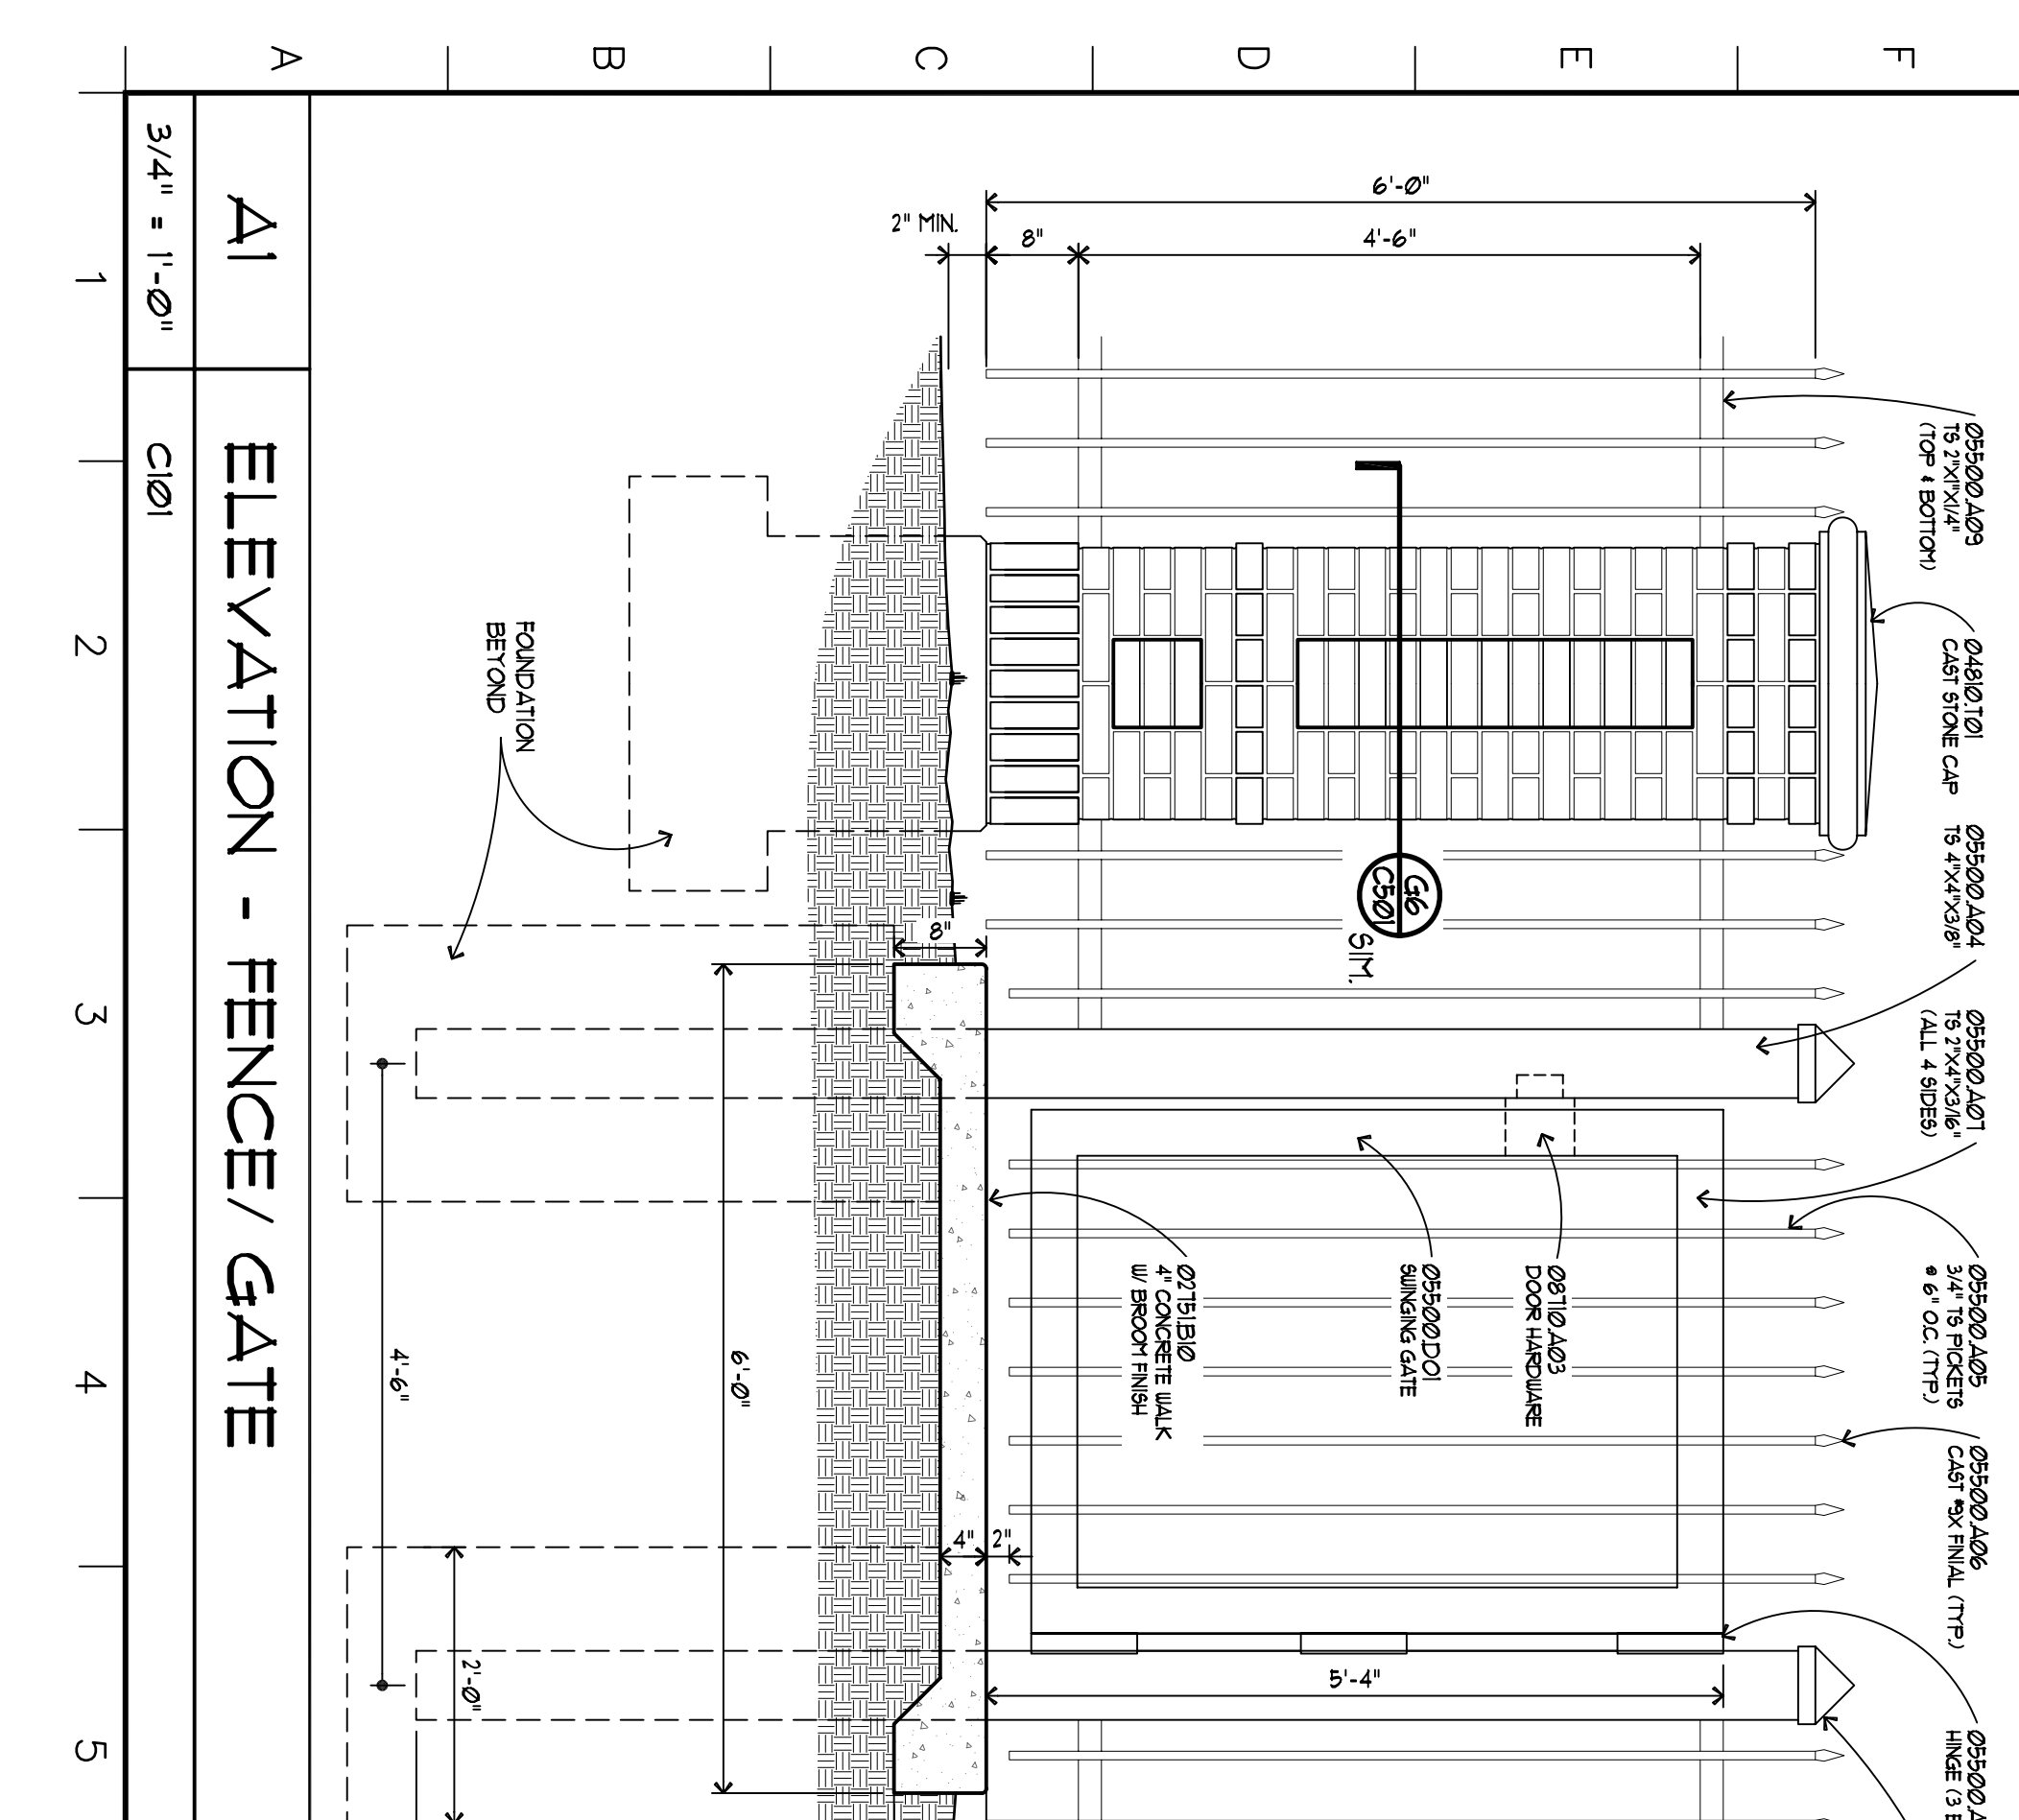 A
B
C
D
E
F
1
2
3
4
5
6'-0"
2" MIN.
8"
4'-6"
05500.A09
TS 2"X1"X1/4"
(TOP & BOTTOM)
04810.T01
CAST STONE CAP
05500.A04
TS 4"X4"X3/8"
05500.A07
TS 2"X4"X3/16"
(ALL 4 SIDES)
05500.A05
3/4" TS PICKETS
@ 6" O.C. (TYP.)
05500.A06
FINIAL (TYP.)
CAST
HINGE (3
G6
C501
SIM.
08710.A03
DOOR HARDWARE
05500.D01
SWINGING GATE
02751.B10
4" CONCRETE WALK
W/ BROOM FINISH
5'-4"
8"
4"
2"
6'-0"
FOUNDATION
BEYOND
2'-0"
4'-6"
A1
ELEVATION - FENCE/ GATE
3/4" = 1'-0"
C101